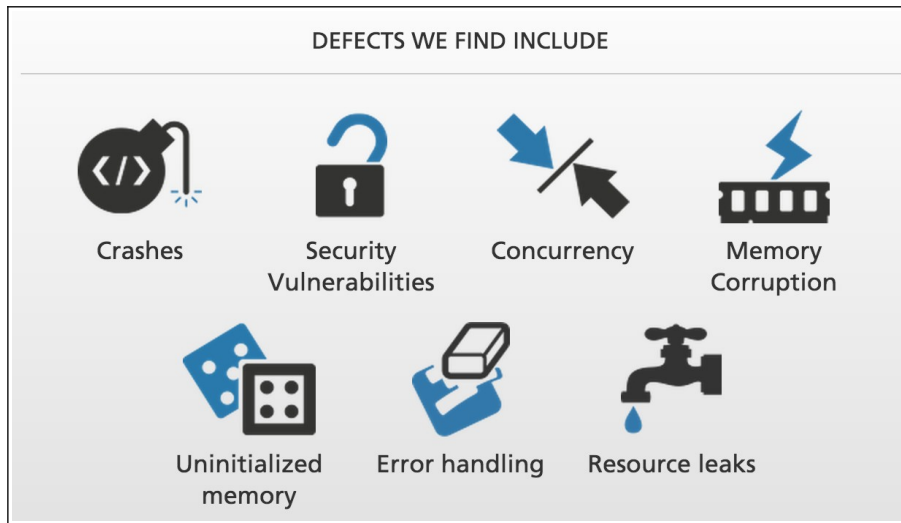 DEFECTS WE FIND INCLUDE
</>
Crashes
Security
Vulnerabilities
Concurrency
Memory
Corruption
Uninitialized
memory
Error handling
Resource leaks